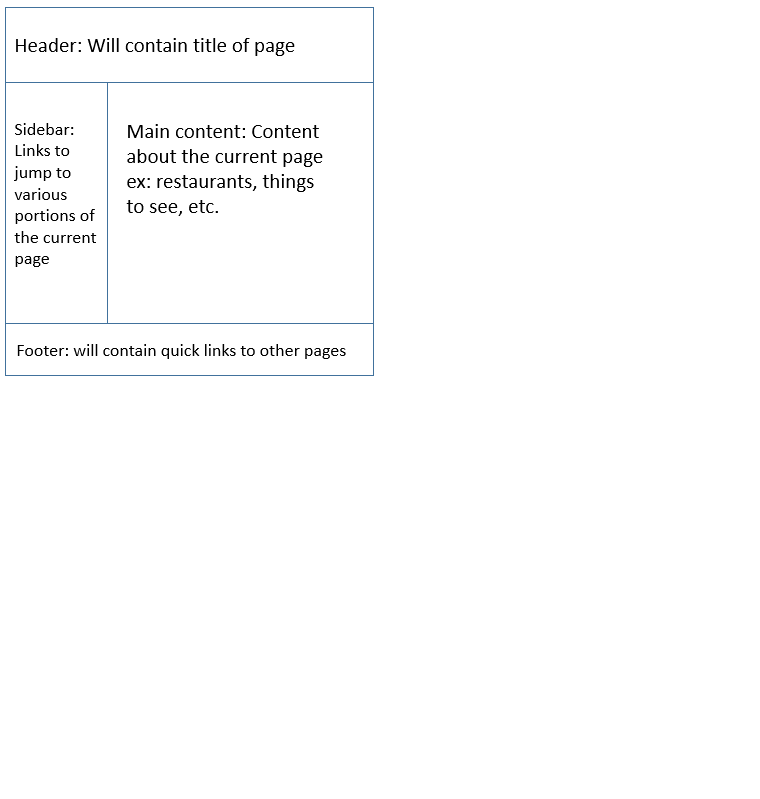 Header: Will contain title of page
Sidebar:
Links to
jump to
various
portions of
the current
page
Main content: Content
about the current page
ex: restaurants, things
to see, etc.
Footer: will contain quick links to other pages